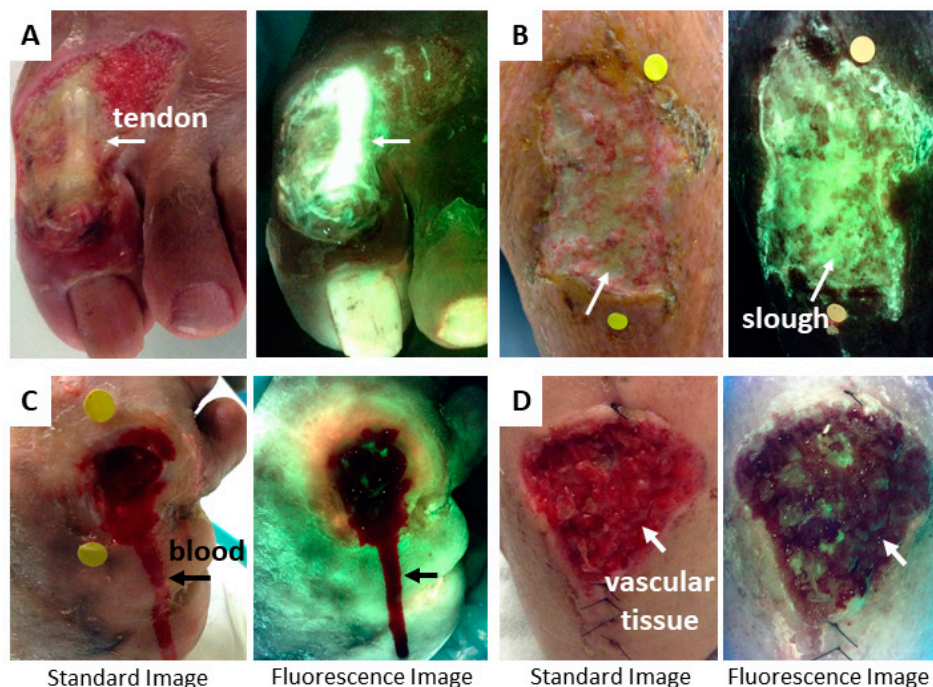 A
tendon
B
slough
C
blood
D
vascular
tissue
Standard Image
Fluorescence Image
Standard Image
Fluorescence Image